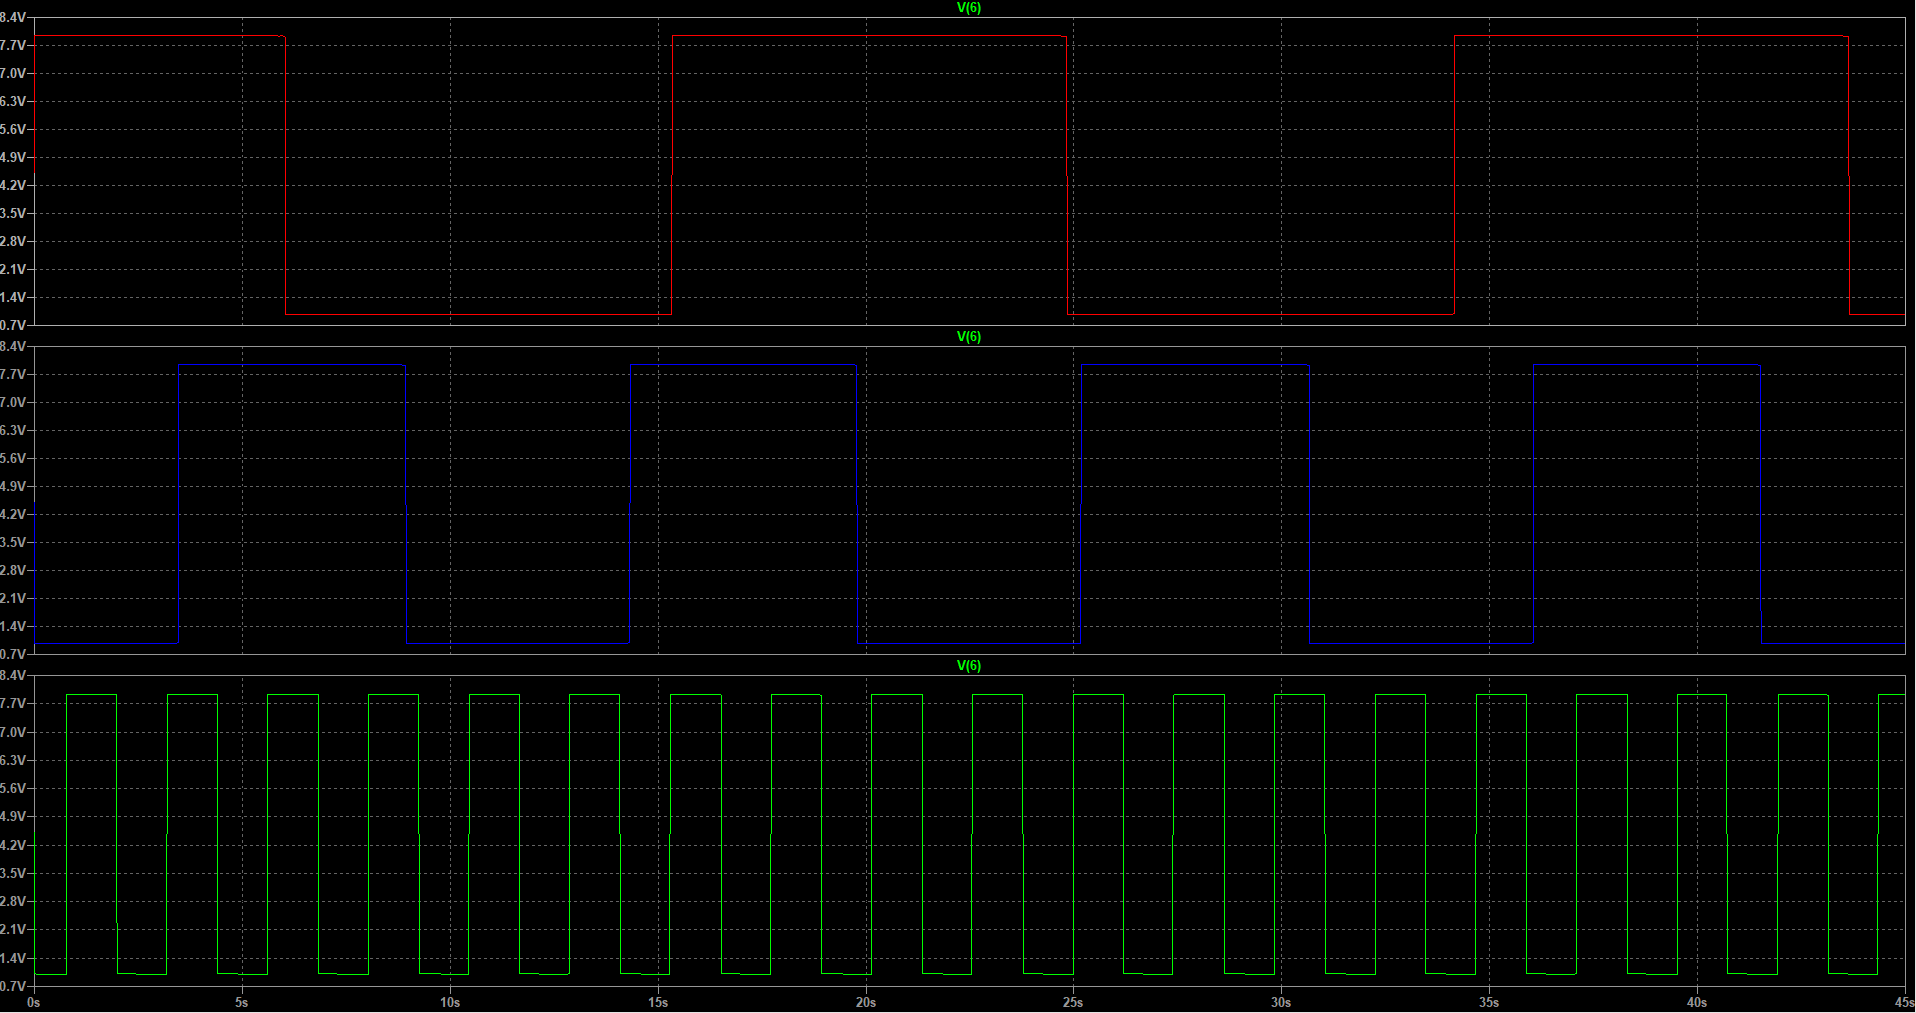 V(6)
8.4V
7.7V
7.0V
6.3V
5.6V
4.9V
4.2V
3.5V
2.8V
2.1V
1.4V
0.7V
V(6)
8.4V
7.7V
7.0V
6.3V
5.6V
4.9V
4.2V
3.5V
2.8V
2.1V
1.4V
0.7V
V(6)
8.4V
7.7V
7.0V
6.3V
5.6V
4.9V
4.2V
3.5V
2.8V
2.1V
1.4V
0.7V
0s 5s 10s 15s 20s 25s 30s 35s 40s 45s